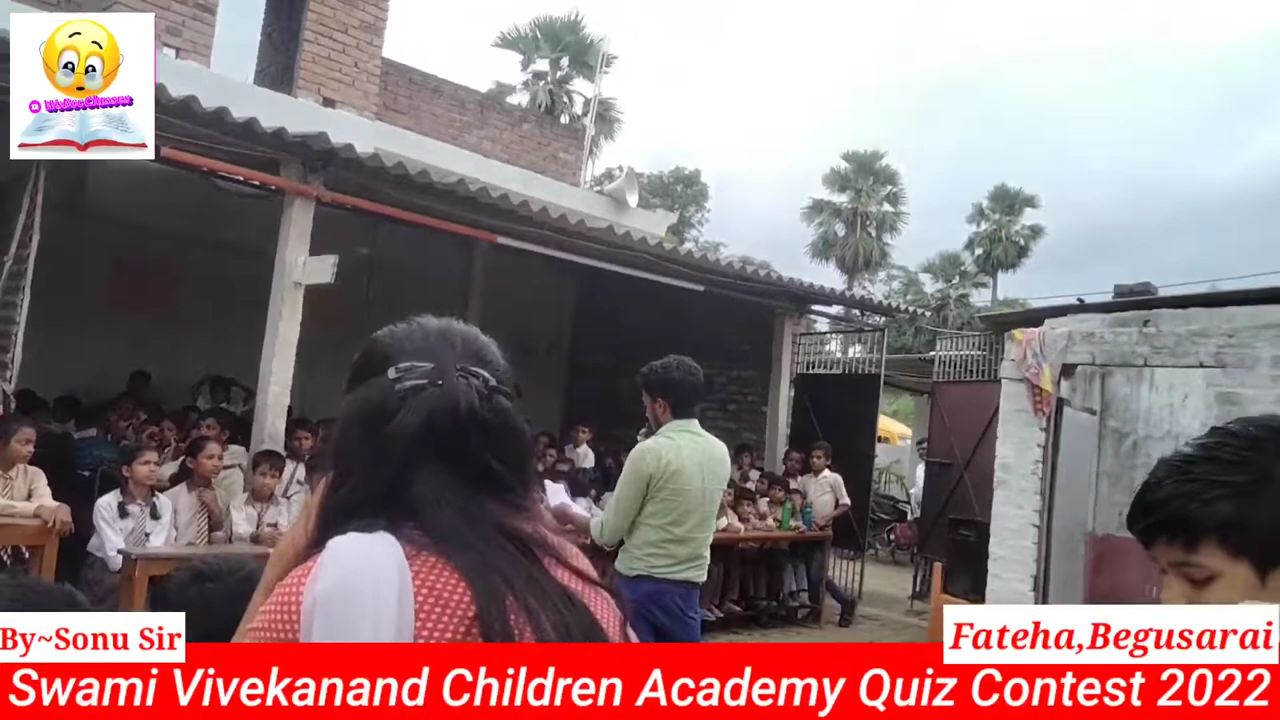 By~Sonu Sir
Fateha,Begusarai
Swami Vivekanand Children Academy Quiz Contest 2022